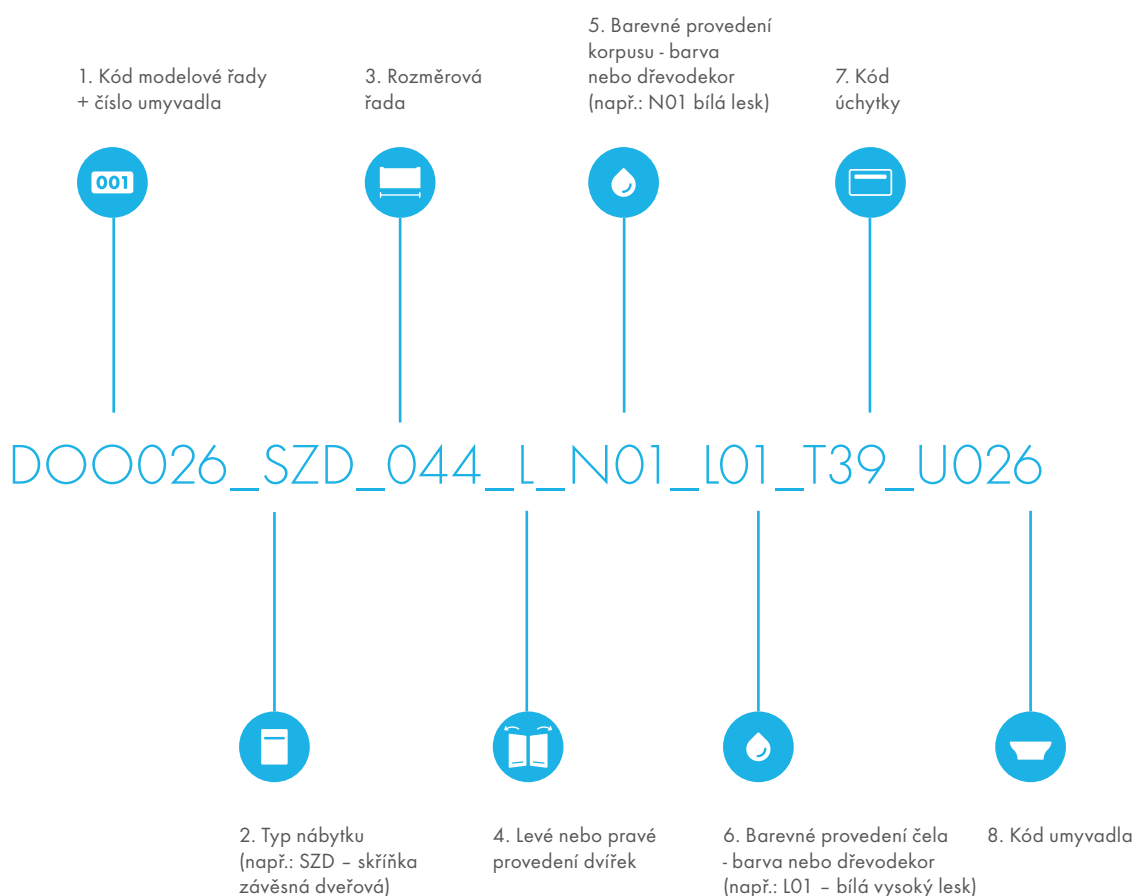 5. Barevné provedení
korpusu - barva
nebo dřevodekor
(např.: N01 bílá lesk)
1. Kód modelové řady
+ číslo umyvadla
3. Rozměrová
řada
7. Kód
úchytky
001
DOO026_SZD_044_L_N01_L01_T39_U026
2. Typ nábytku
(např.: SZD – skříňka
závěsná dveřová)
4. Levé nebo pravé
provedení dvířek
6. Barevné provedení čela
- barva nebo dřevodekor
(např.: L01 – bílá vysoký lesk)
8. Kód umyvadla